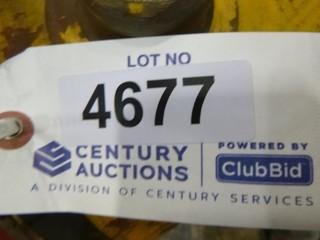 LOT NO
4677
CENTURY AUCTIONS
POWERED BY
ClubBid
A DIVISION OF CENTURY SERVICES